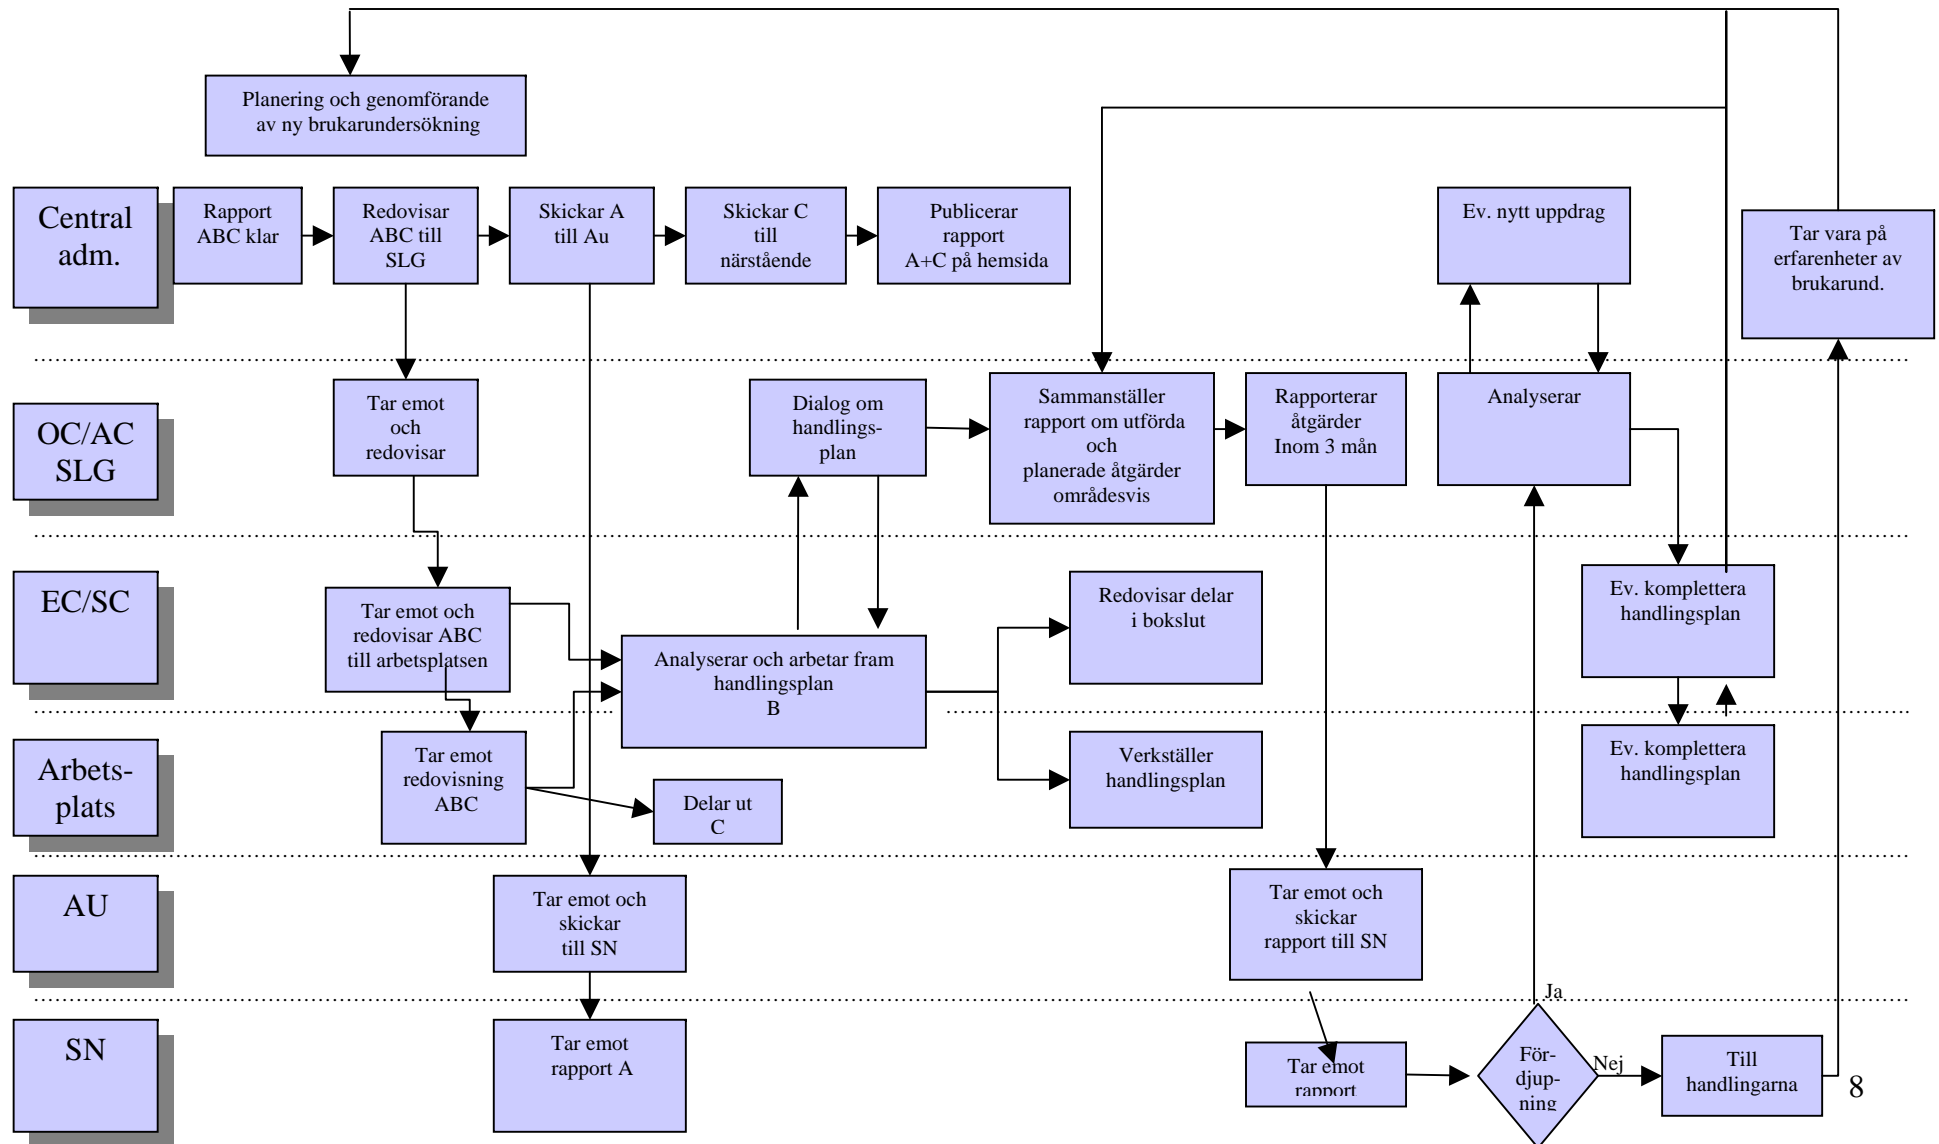 Planering och genomförande
av ny brukarundersökning
Central
adm.
Rapport
ABC klar
Redovisar
ABC till
SLG
Skickar A
till Au
Skickar C
till
närstående
Publicerar
rapport
A+C på hemsida
Ev. nytt uppdrag
Tar vara på
erfarenheter av
brukarund.
OC/AC
SLG
Tar emot
och
redovisar
Dialog om
handlings-
plan
Sammanställer
rapport om utförda
och
planerade åtgärder
områdesvis
Rapporterar
åtgärder
Inom 3 mån
Analyserar
EC/SC
Tar emot och
redovisar ABC
till arbetsplatsen
Analyserar och arbetar fram
handlingsplan
B
Redovisar delar
i bokslut
Ev. komplettera
handlingsplan
Arbets-
plats
Tar emot
redovisning
ABC
Delar ut
C
Verkställer
handlingsplan
Ev. komplettera
handlingsplan
AU
Tar emot och
skickar
till SN
Tar emot och
skickar
rapport till SN
SN
Tar emot
rapport A
Tar emot
rapport
Ja
För-
djup-
ning
Nej
Till
handlingarna
8